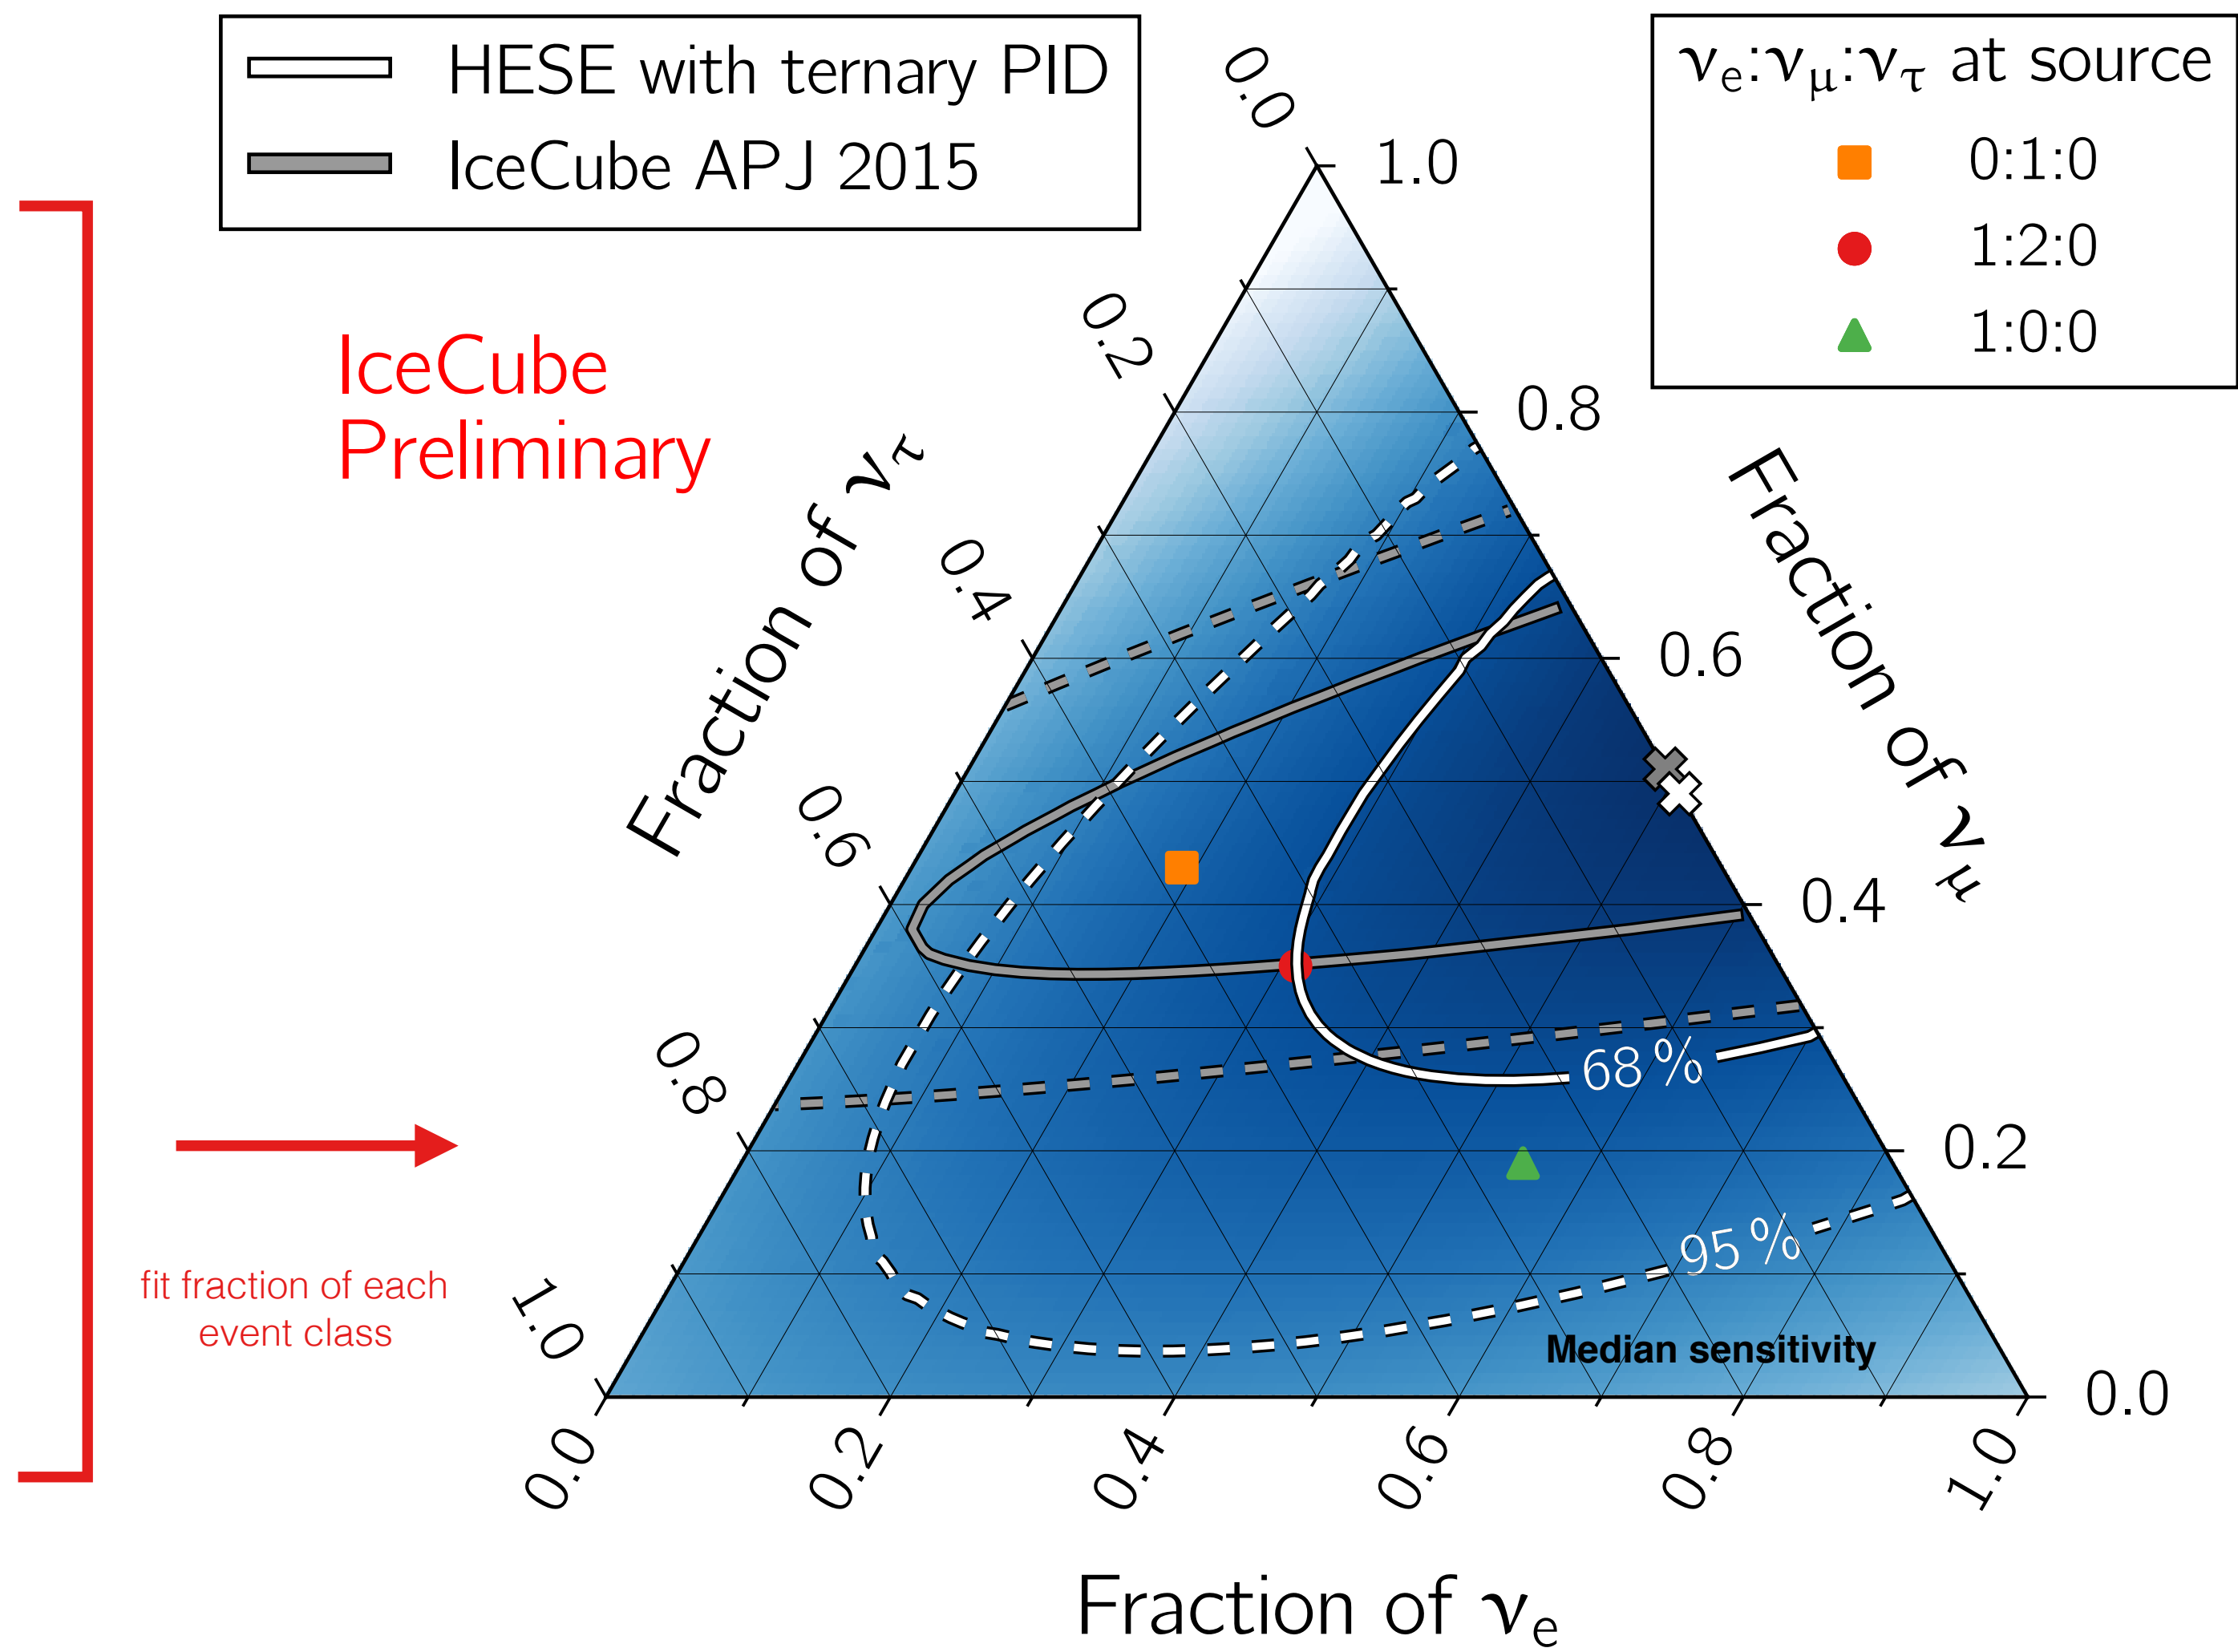 HESE with ternary PID
IceCube APJ 2015
νe:νμ:ντ at source
0:1:0
1:2:0
1:0:0
IceCube
Preliminary
Fraction of ντ
0.0
0.2
0.4
0.6
0.8
1.0
Fraction of νμ
1.0
0.8
0.6
0.4
0.2
0.0
68%
95%
Median sensitivity
fit fraction of each
event class
0.0
0.2
0.4
0.6
0.8
1.0
Fraction of νe